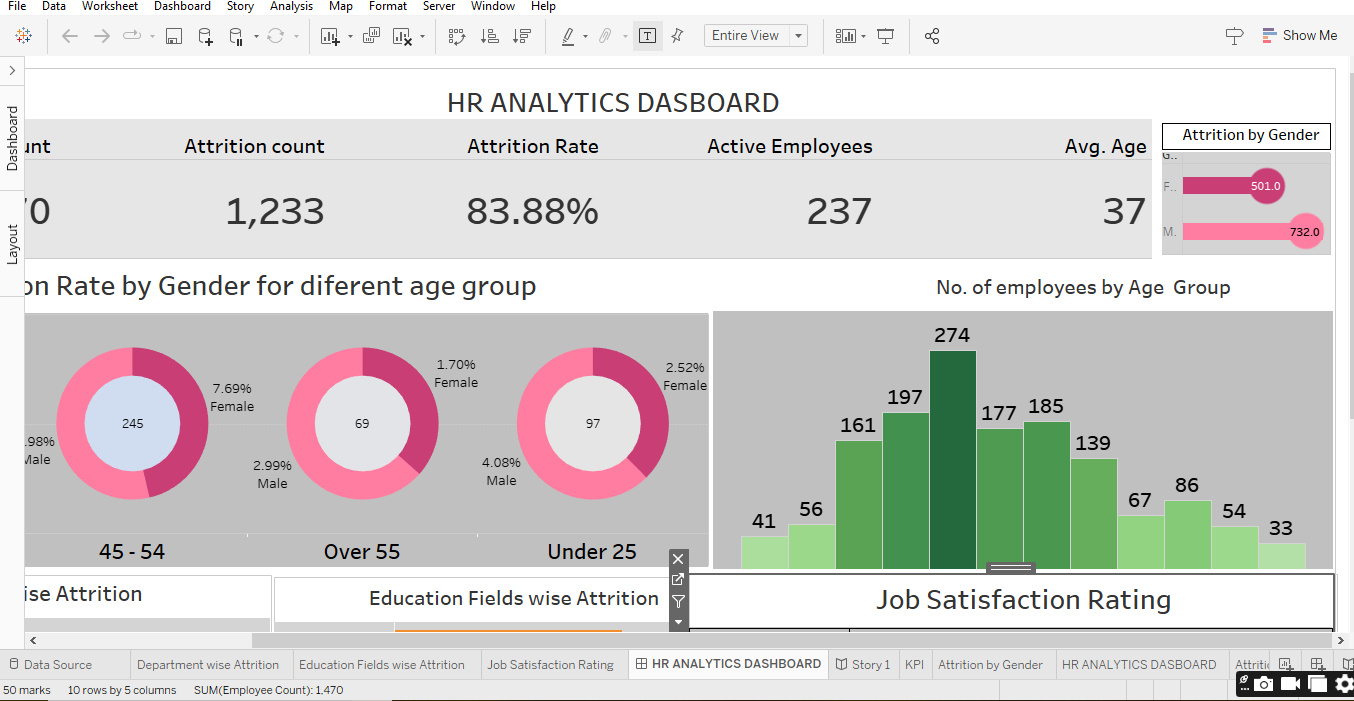 File Data Worksheet Dashboard Story Analysis Map Format Server Window Help
Entire View
Show Me
Dashboard
Layout
HR ANALYTICS DASBOARD
unt Attrition count Attrition Rate Active Employees Avg. Age
70 1,233 83.88% 237 37
Attrition by Gender
G..
F.. 501.0
M. 732.0
on Rate by Gender for diferent age group
No. of employees by Age Group
7.69%
Female
245
.98%
Male
1.70%
Female
69
2.99%
Male
2.52%
Female
97
4.08%
Male
45 - 54 Over 55 Under 25
41 56 161 197 274 177 185 139 67 86 54 33
ise Attrition
Education Fields wise Attrition
Job Satisfaction Rating
Data Source Department wise Attrition Education Fields wise Attrition Job Satisfaction Rating HR ANALYTICS DASHBOARD Story 1 KPI Attrition by Gender HR ANALYTICS DASBOARD Attriti
50 marks 10 rows by 5 columns SUM(Employee Count): 1,470